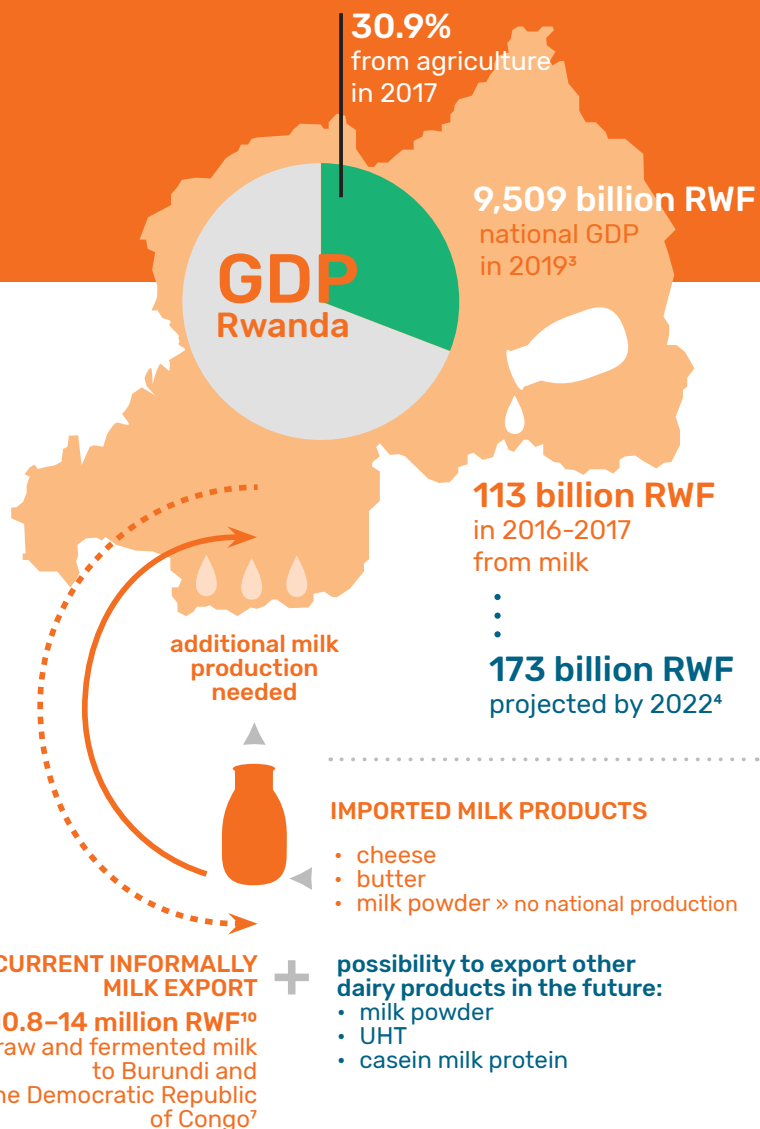 30.9%
from agriculture
in 2017
9,509 billion RWF
national GDP
in 2019³
GDP
Rwanda
113 billion RWF
in 2016-2017
from milk
173 billion RWF
projected by 2022⁴
additional milk
production
needed
IMPORTED MILK PRODUCTS
• cheese
• butter
• milk powder » no national production
CURRENT INFORMALLY
MILK EXPORT
0.8–14 million RWF¹⁰
raw and fermented milk
to Burundi and
he Democratic Republic
of Congo⁷
+
possibility to export other
dairy products in the future:
• milk powder
• UHT
• casein milk protein